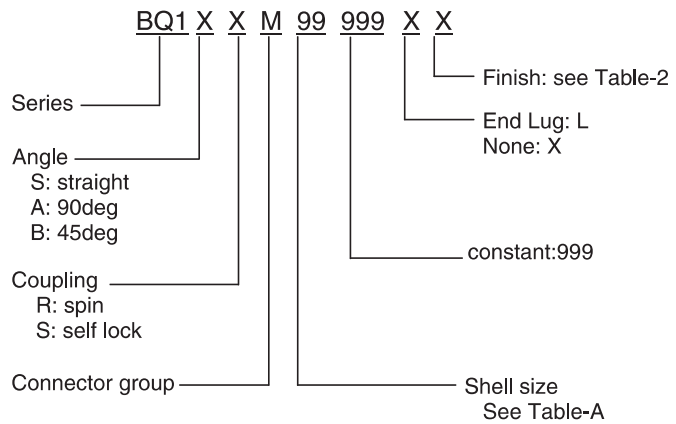 BQ1 X X M 99 999 X X
Finish: see Table-2
Series
End Lug: L
None: X
Angle
S: straight
A: 90deg
B: 45deg
constant:999
Coupling
R: spin
S: self lock
Connector group
Shell size
See Table-A